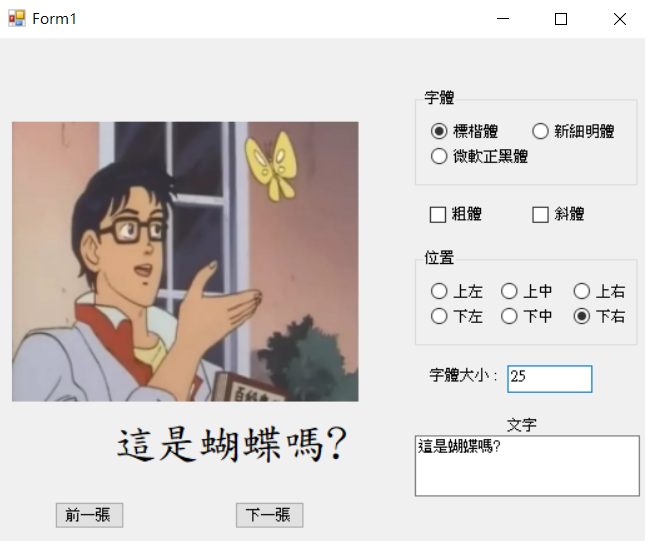 Form1
字體
標楷體
新細明體
微軟正黑體
粗體
斜體
位置
上左
上中
上右
下左
下中
下右
字體大小：
25
文字
這是蝴蝶嗎?
這是蝴蝶嗎?
前一張
下一張